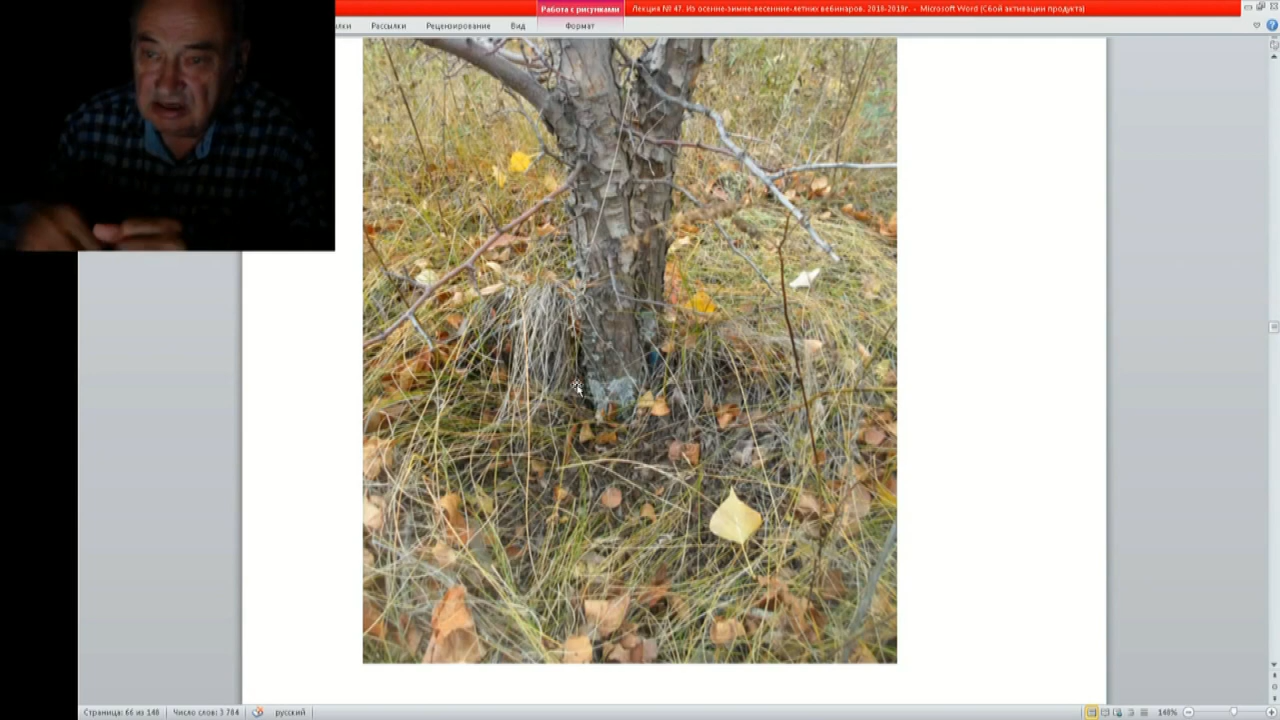 Работа с рисунками
Лекция № 47. Из осенне-зимне-весенние-летних вебинаров. 2018-2019г. - Microsoft Word (Сбой активации продукта)
Рассылки
Рецензирование
Вид
Формат
Страница: 66 из 148
Число слов: 3 784
русский
148%